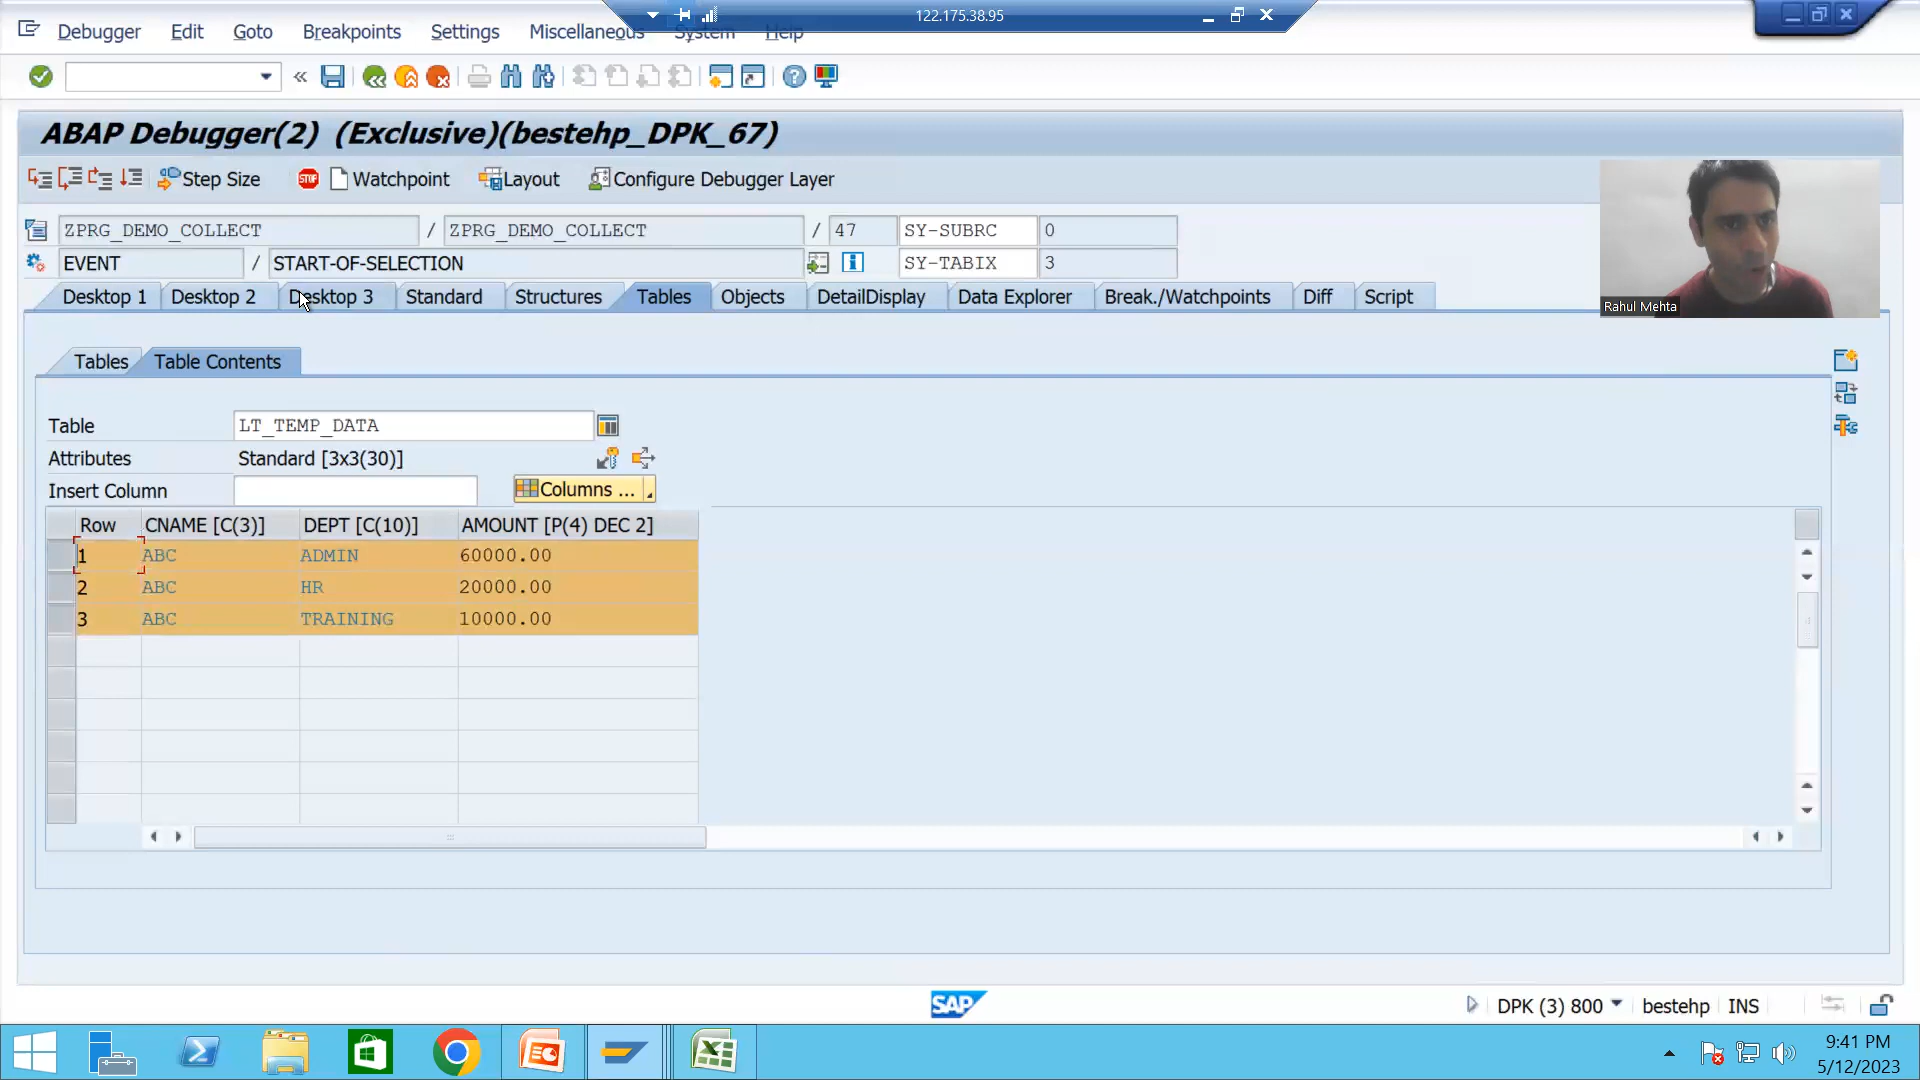 122.175.38.95
Debugger Edit Goto Breakpoints Settings Miscellaneous System Help
ABAP Debugger(2) (Exclusive)(bestehp_DPK_67)
Step Size STOP Watchpoint Layout Configure Debugger Layer
ZPRG_DEMO_COLLECT / ZPRG_DEMO_COLLECT / 47 SY-SUBRC 0
EVENT / START-OF-SELECTION SY-TABIX 3
Desktop 1 Desktop 2 Desktop 3 Standard Structures Tables Objects DetailDisplay Data Explorer Break./Watchpoints Diff Script
Rahul Mehta
Tables Table Contents
Table LT_TEMP_DATA
Attributes Standard [3x3(30)]
Insert Column Columns ...
Row CNAME [C(3)] DEPT [C(10)] AMOUNT [P(4) DEC 2]
1 ABC ADMIN 60000.00
2 ABC HR 20000.00
3 ABC TRAINING 10000.00
SAP DPK (3) 800 bestehp INS
9:41 PM
5/12/2023